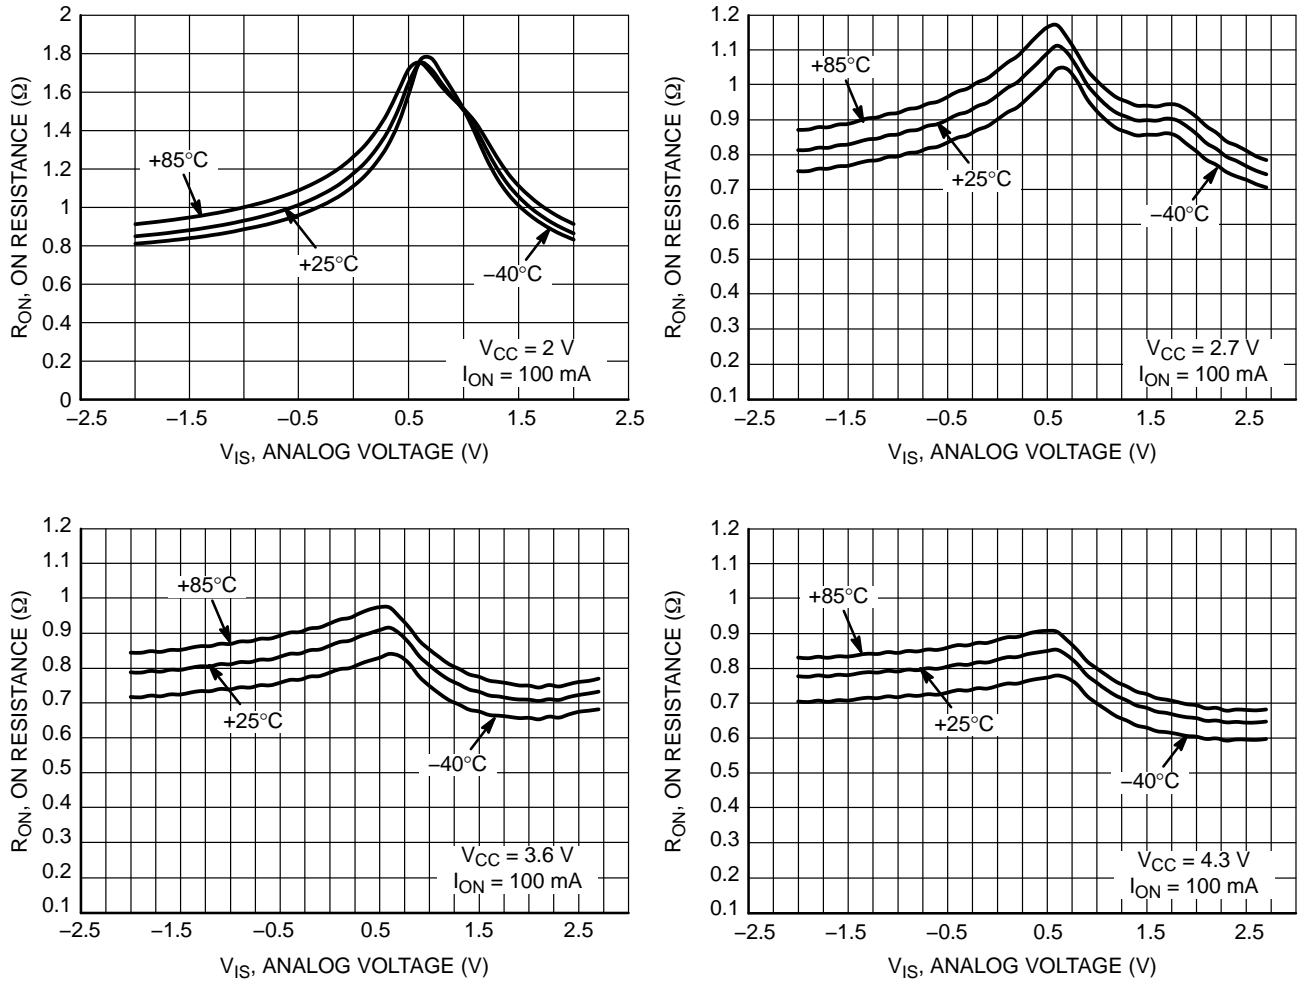 2
1.8
1.6
1.4
1.2
1
0.8
0.6
0.4
0.2
0
RON, ON RESISTANCE (Ω)
+85°C
+25°C
−40°C
VCC = 2 V
ION = 100 mA
−2.5 −1.5 −0.5 0.5 1.5 2.5
VIS, ANALOG VOLTAGE (V)
1.2
1.1
1
0.9
0.8
0.7
0.6
0.5
0.4
0.3
0.2
0.1
RON, ON RESISTANCE (Ω)
+85°C
+25°C
−40°C
VCC = 2.7 V
ION = 100 mA
−2.5 −1.5 −0.5 0.5 1.5 2.5
VIS, ANALOG VOLTAGE (V)
1.2
1.1
1
0.9
0.8
0.7
0.6
0.5
0.4
0.3
0.2
0.1
RON, ON RESISTANCE (Ω)
+85°C
+25°C
−40°C
VCC = 3.6 V
ION = 100 mA
−2.5 −1.5 −0.5 0.5 1.5 2.5
VIS, ANALOG VOLTAGE (V)
1.2
1.1
1
0.9
0.8
0.7
0.6
0.5
0.4
0.3
0.2
0.1
RON, ON RESISTANCE (Ω)
+85°C
+25°C
−40°C
VCC = 4.3 V
ION = 100 mA
−2.5 −1.5 −0.5 0.5 1.5 2.5
VIS, ANALOG VOLTAGE (V)